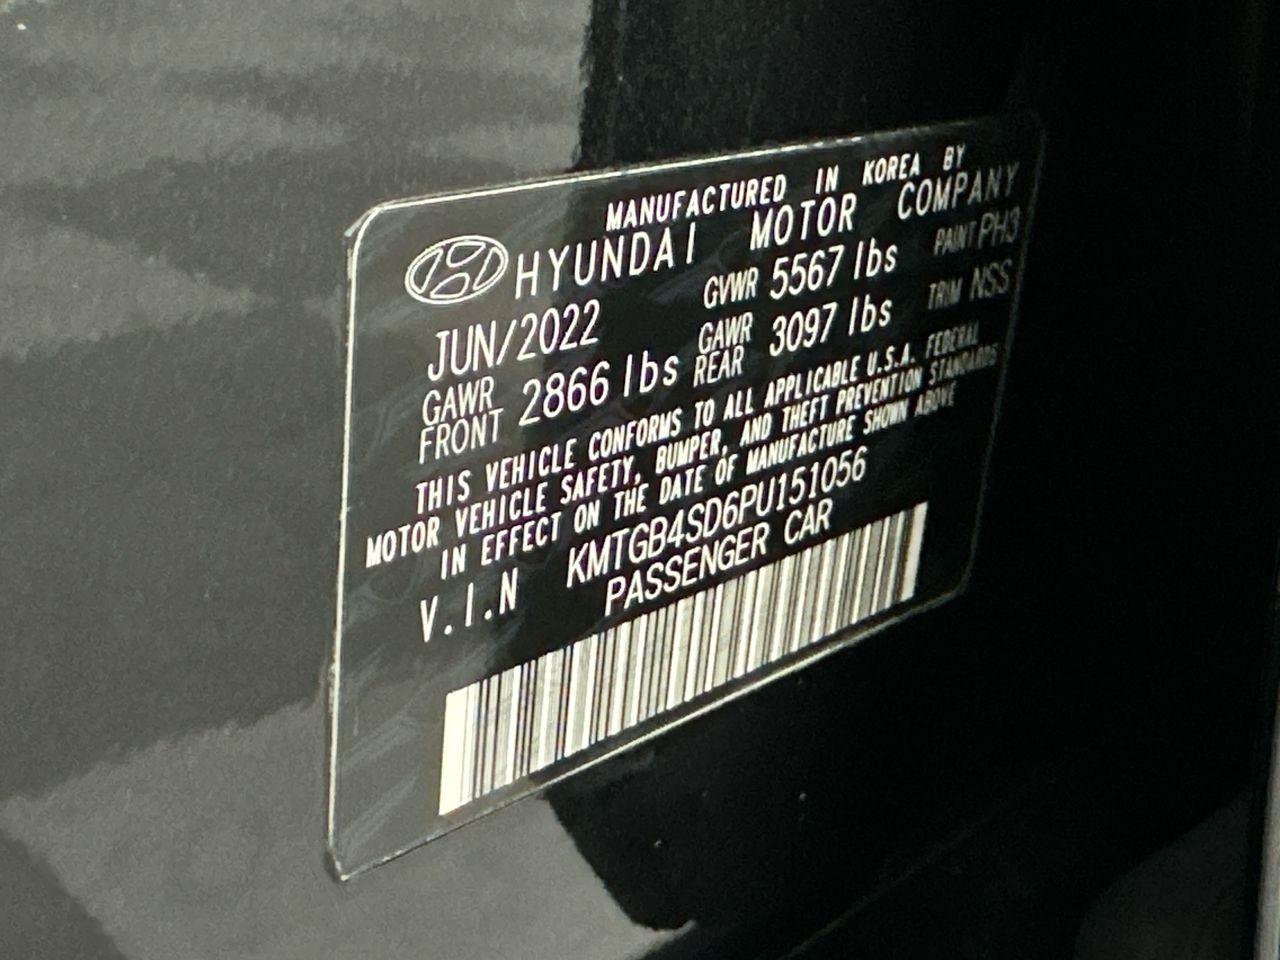 MANUFACTURED IN KOREA BY
HYUNDAI MOTOR COMPANY
JUN/2022 GVWR 5567 lbs PAINT PH3
GAWR FRONT 2866 lbs GAWR REAR 3097 lbs TRIM NSS
THIS VEHICLE CONFORMS TO ALL APPLICABLE U.S.A. FEDERAL
MOTOR VEHICLE SAFETY, BUMPER, AND THEFT PREVENTION STANDARDS
IN EFFECT ON THE DATE OF MANUFACTURE SHOWN ABOVE
V.I.N KMTGB4SD6PU151056
PASSENGER CAR